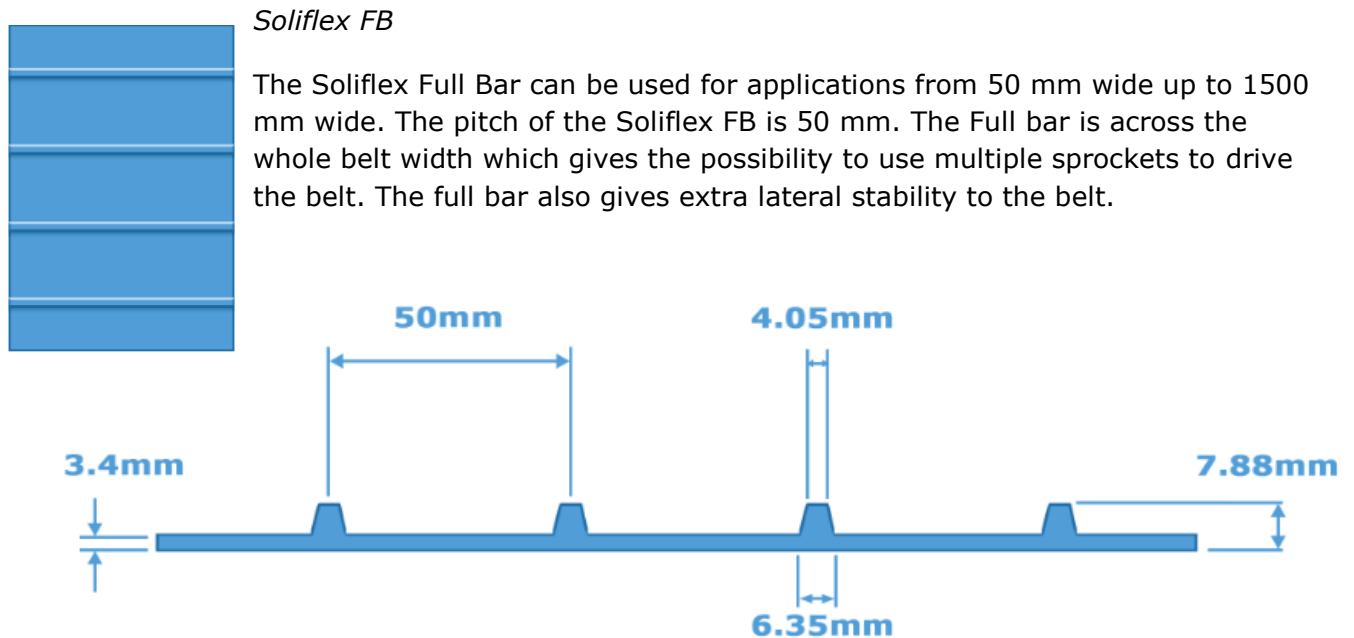 Soliflex FB
The Soliflex Full Bar can be used for applications from 50 mm wide up to 1500
mm wide. The pitch of the Soliflex FB is 50 mm. The Full bar is across the
whole belt width which gives the possibility to use multiple sprockets to drive
the belt. The full bar also gives extra lateral stability to the belt.
50mm
4.05mm
3.4mm
7.88mm
6.35mm